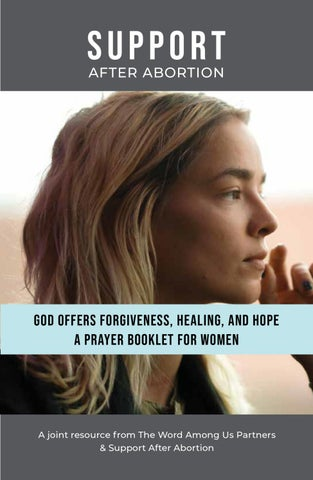 SUPPORT
AFTER ABORTION
GOD OFFERS FORGIVENESS, HEALING, AND HOPE
A PRAYER BOOKLET FOR WOMEN
A joint resource from The Word Among Us Partners
& Support After Abortion